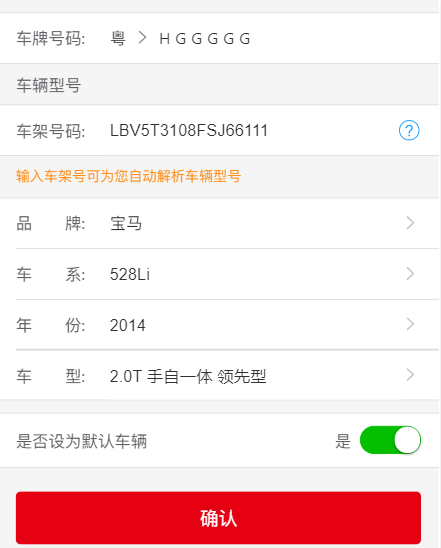 车牌号码: 粤 HGGGGG
车辆型号
车架号码: LBV5T3108FSJ66111
输入车架号可为您自动解析车辆型号
品 牌: 宝马
车 系: 528Li
年 份: 2014
车 型: 2.0T 手自一体 领先型
是否设为默认车辆 是
确认